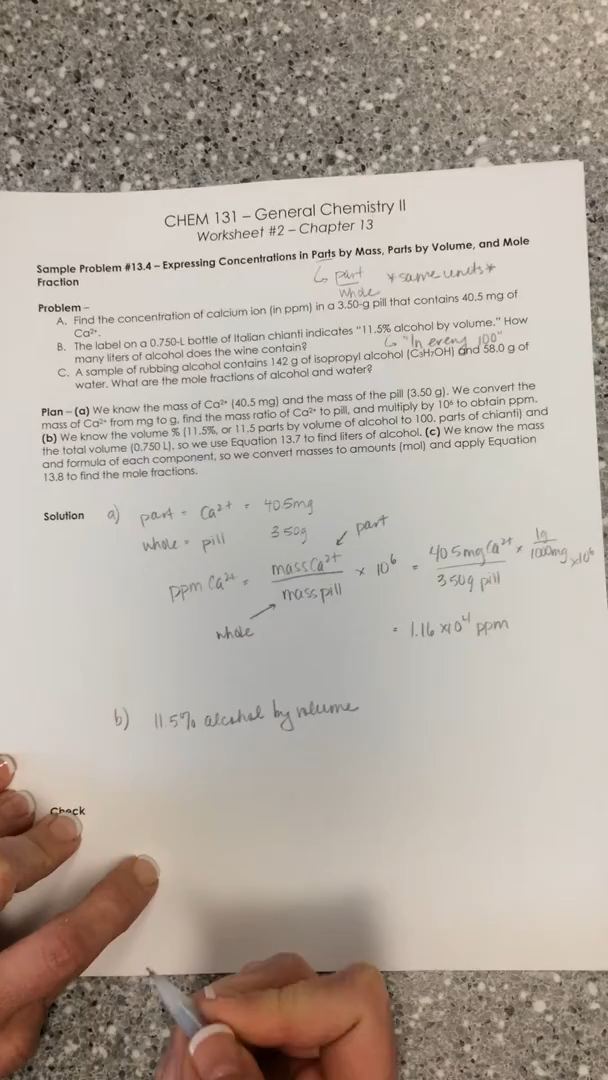 CHEM 131 – General Chemistry II
Worksheet #2 – Chapter 13
Sample Problem #13.4 – Expressing Concentrations in Parts by Mass, Parts by Volume, and Mole
Fraction
↳ part *same units*
whole
Problem –
A. Find the concentration of calcium ion (in ppm) in a 3.50-g pill that contains 40.5 mg of
Ca²⁺.
B. The label on a 0.750-L bottle of Italian chianti indicates "11.5% alcohol by volume." How
many liters of alcohol does the wine contain?
↳ "In every 100"
C. A sample of rubbing alcohol contains 142 g of isopropyl alcohol (C₃H₇OH) and 58.0 g of
water. What are the mole fractions of alcohol and water?
Plan – (a) We know the mass of Ca²⁺ (40.5 mg) and the mass of the pill (3.50 g). We convert the
mass of Ca²⁺ from mg to g, find the mass ratio of Ca²⁺ to pill, and multiply by 10⁶ to obtain ppm.
(b) We know the volume % (11.5%, or 11.5 parts by volume of alcohol to 100. parts of chianti) and
the total volume (0.750 L), so we use Equation 13.7 to find liters of alcohol. (c) We know the mass
and formula of each component, so we convert masses to amounts (mol) and apply Equation
13.8 to find the mole fractions.
Solution a) part = Ca²⁺ = 40.5mg
whole = pill 3.50g
↙ part
ppm Ca²⁺ = mass Ca²⁺ / mass pill × 10⁶ = 40.5mg Ca²⁺ / 3.50g pill × 1g / 1000mg × 10⁶
whole
= 1.16 × 10⁴ ppm
b) 11.5% alcohol by volume
Check